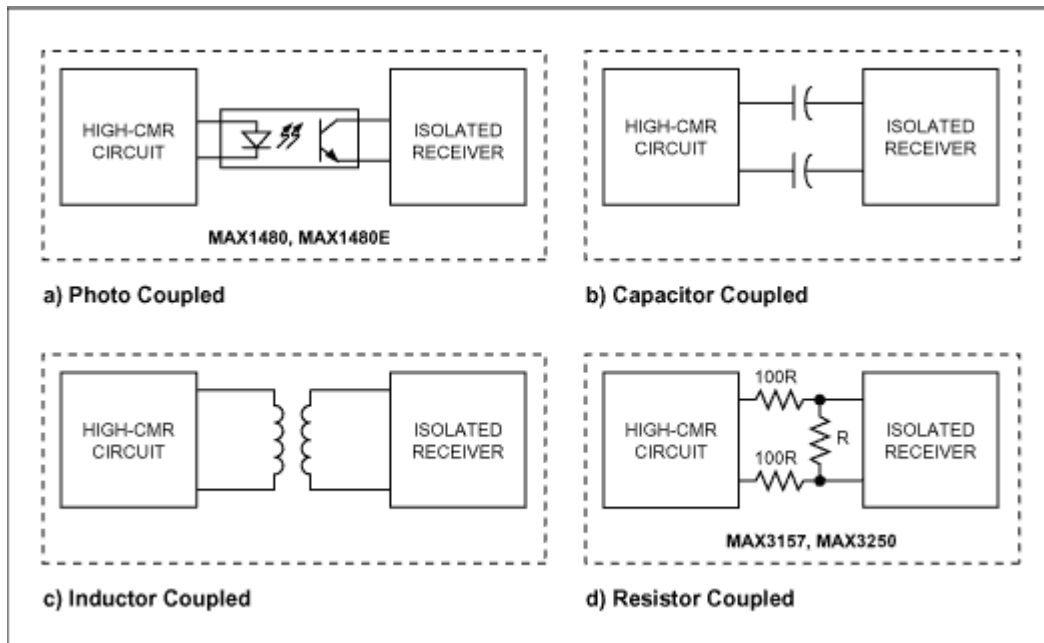 HIGH-CMR
CIRCUIT
ISOLATED
RECEIVER
MAX1480, MAX1480E
a) Photo Coupled
HIGH-CMR
CIRCUIT
ISOLATED
RECEIVER
b) Capacitor Coupled
HIGH-CMR
CIRCUIT
ISOLATED
RECEIVER
c) Inductor Coupled
HIGH-CMR
CIRCUIT
100R
100R
R
ISOLATED
RECEIVER
MAX3157, MAX3250
d) Resistor Coupled